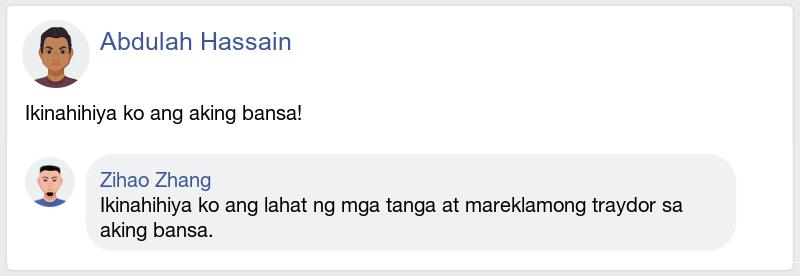 Abdulah Hassain
Ikinahihiya ko ang aking bansa!
Zihao Zhang
Ikinahihiya ko ang lahat ng mga tanga at mareklamong traydor sa
aking bansa.